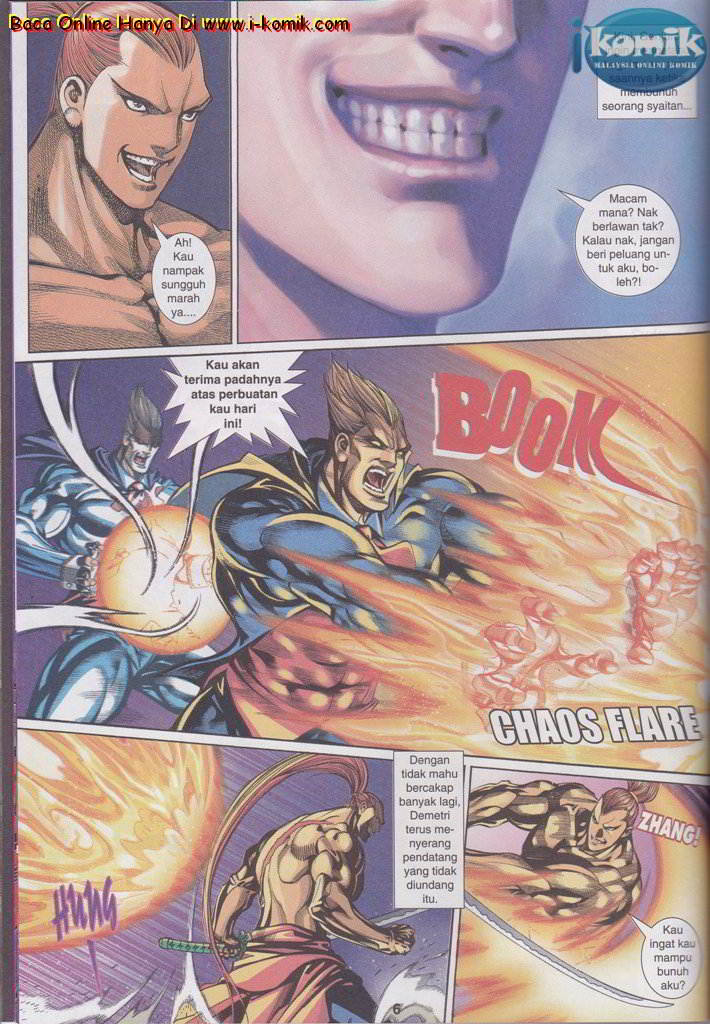 Baca Online Hanya Di www.i-komik.com
i komik
MALAYSIA ONLINE KOMIK
membunuh
seorang syaitan...
Ah!
Kau
nampak
sungguh
marah
ya....
Macam
mana? Nak
berlawan tak?
Kalau nak, jangan
beri peluang un-
tuk aku, bo-
leh?!
Kau akan
terima padahnya
atas perbuatan
kau hari
ini!
BOOM
CHAOS FLARE
HUNG
Dengan
tidak mahu
bercakap
banyak lagi,
Demetri
terus me-
nyerang
pendatang
yang tidak
diundang
itu.
ZHANG!
Kau
ingat kau
mampu
bunuh
aku?
6